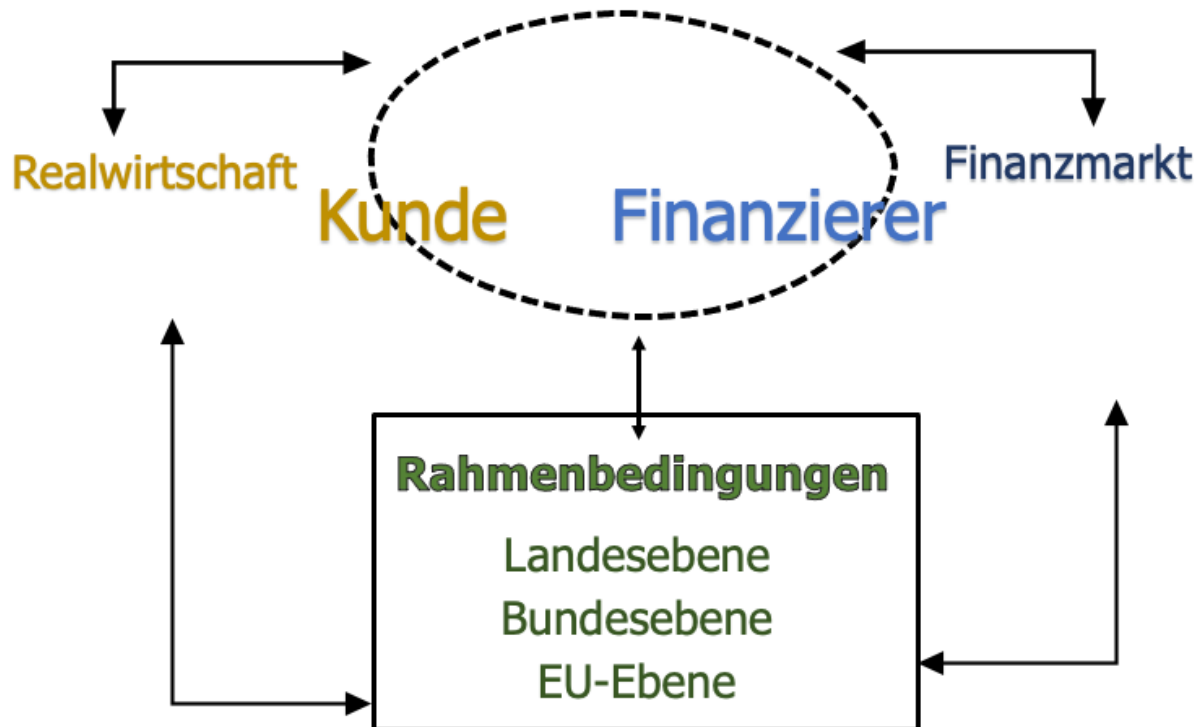 Realwirtschaft
Finanzmarkt
Kunde
Finanzierer
Rahmenbedingungen
Landesebene
Bundesebene
EU-Ebene